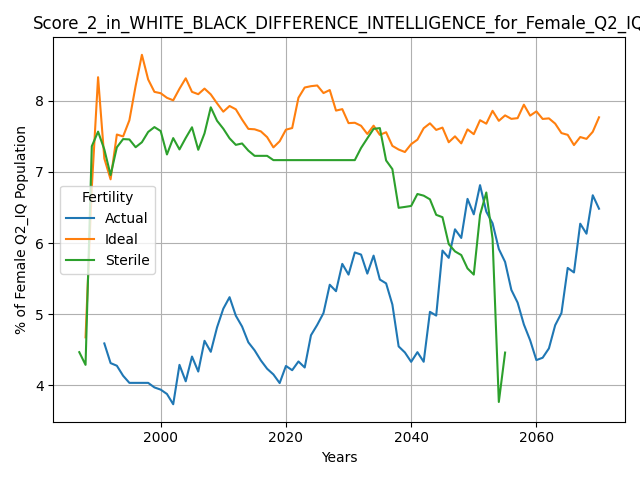 Score_2_in_WHITE_BLACK_DIFFERENCE_INTELLIGENCE_for_Female_Q2_IQ
% of Female Q2_IQ Population
8
7
6
5
4
Fertility
Actual
Ideal
Sterile
2000 2020 2040 2060
Years